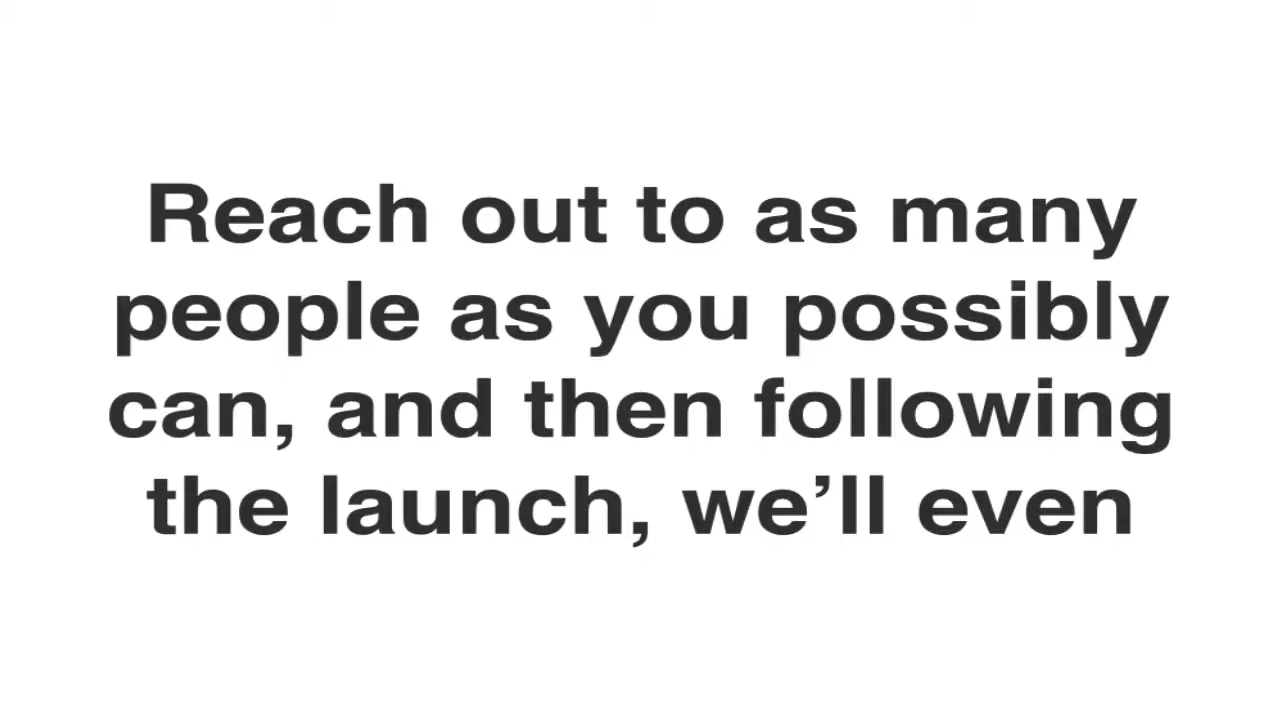 Reach out to as many
people as you possibly
can, and then following
the launch, we’ll even